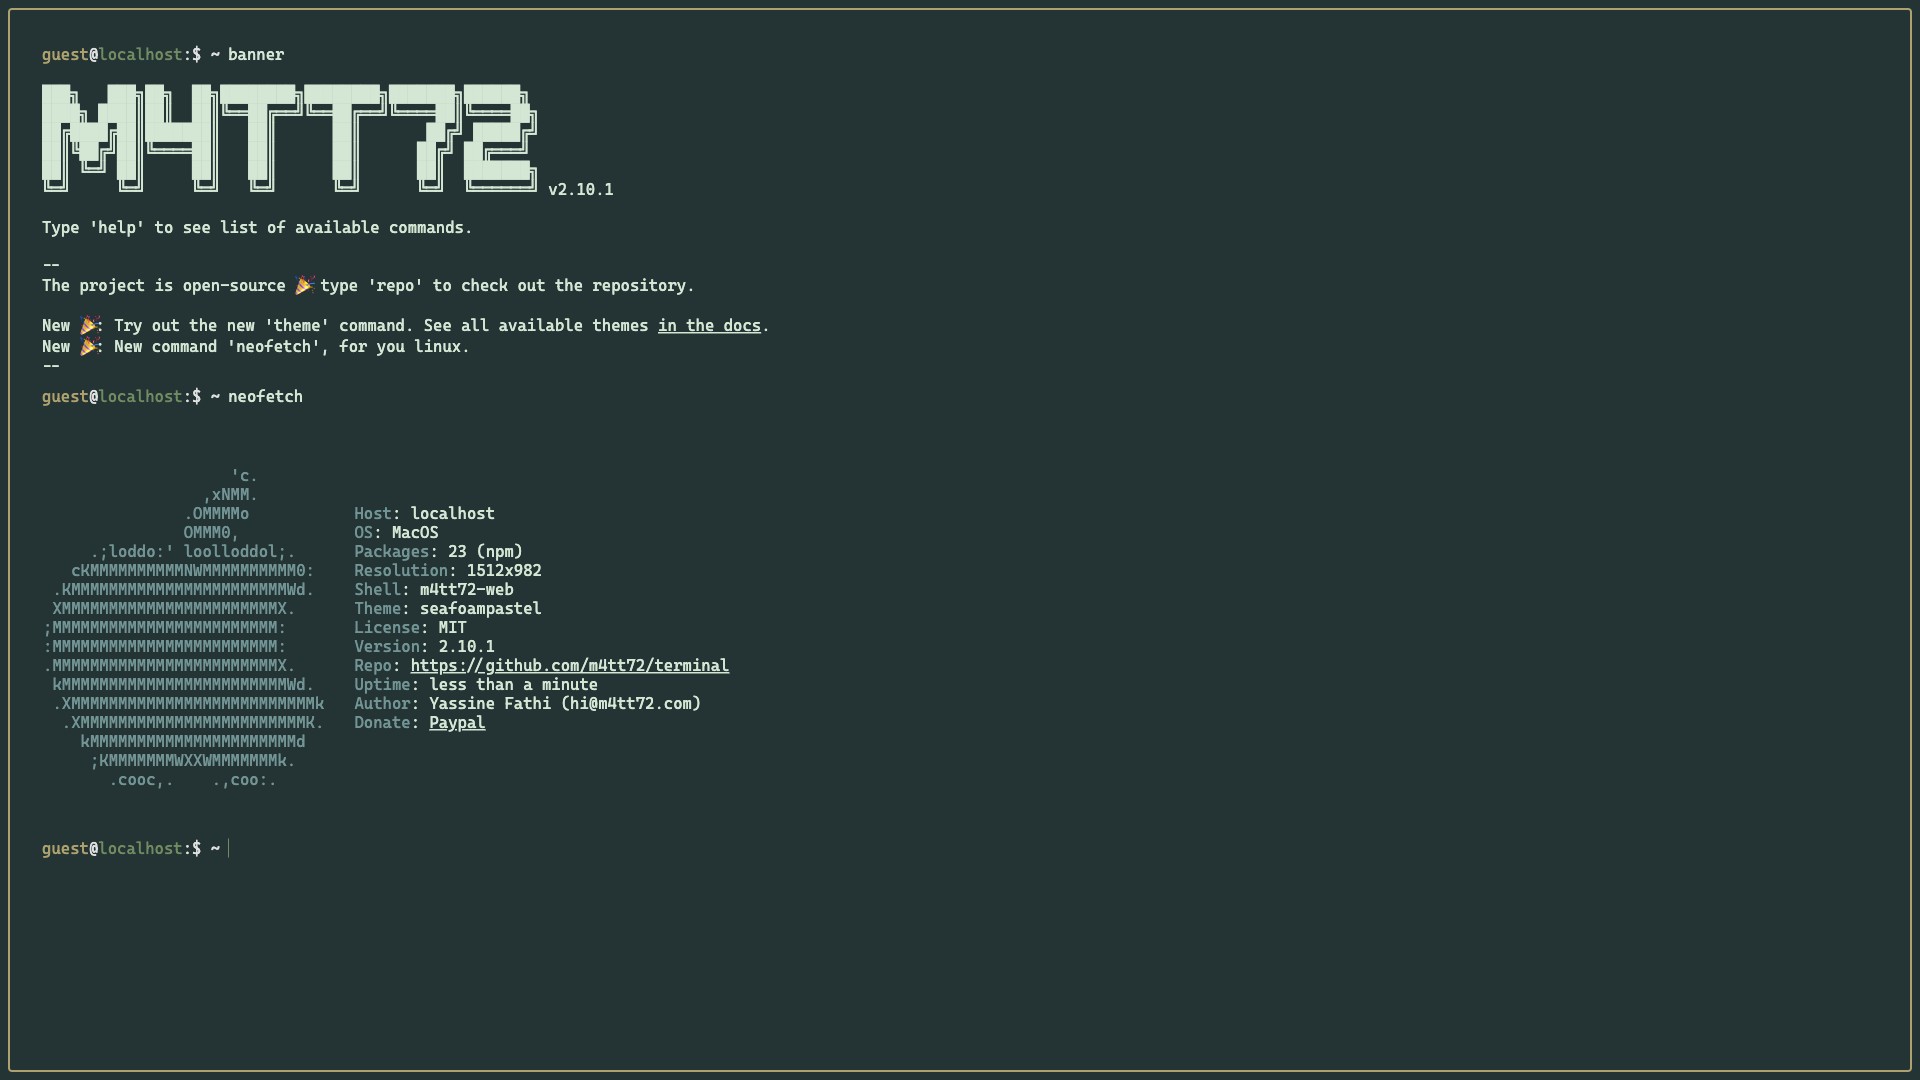 guest@localhost:$ ~ banner
M4TT72 v2.10.1
Type 'help' to see list of available commands.
--
The project is open-source 🎉 type 'repo' to check out the repository.
New 🎉: Try out the new 'theme' command. See all available themes in the docs.
New 🎉: New command 'neofetch', for you linux.
--
guest@localhost:$ ~ neofetch
'c.
,xNMM.
.OMMMMo Host: localhost
OMMM0, OS: MacOS
.;loddo:' loolloddol;. Packages: 23 (npm)
cKMMMMMMMMMMNWMMMMMMMMMM0: Resolution: 1512x982
.KMMMMMMMMMMMMMMMMMMMMMMMWd. Shell: m4tt72-web
XMMMMMMMMMMMMMMMMMMMMMMMX. Theme: seafoampastel
;MMMMMMMMMMMMMMMMMMMMMMMM: License: MIT
:MMMMMMMMMMMMMMMMMMMMMMMM: Version: 2.10.1
.MMMMMMMMMMMMMMMMMMMMMMMMX. Repo: https://github.com/m4tt72/terminal
kMMMMMMMMMMMMMMMMMMMMMMMMWd. Uptime: less than a minute
.XMMMMMMMMMMMMMMMMMMMMMMMMMMk Author: Yassine Fathi (hi@m4tt72.com)
.XMMMMMMMMMMMMMMMMMMMMMMMMK. Donate: Paypal
kMMMMMMMMMMMMMMMMMMMMMMd
;KMMMMMMMWXXWMMMMMMMk.
.cooc,. .,coo:.
guest@localhost:$ ~